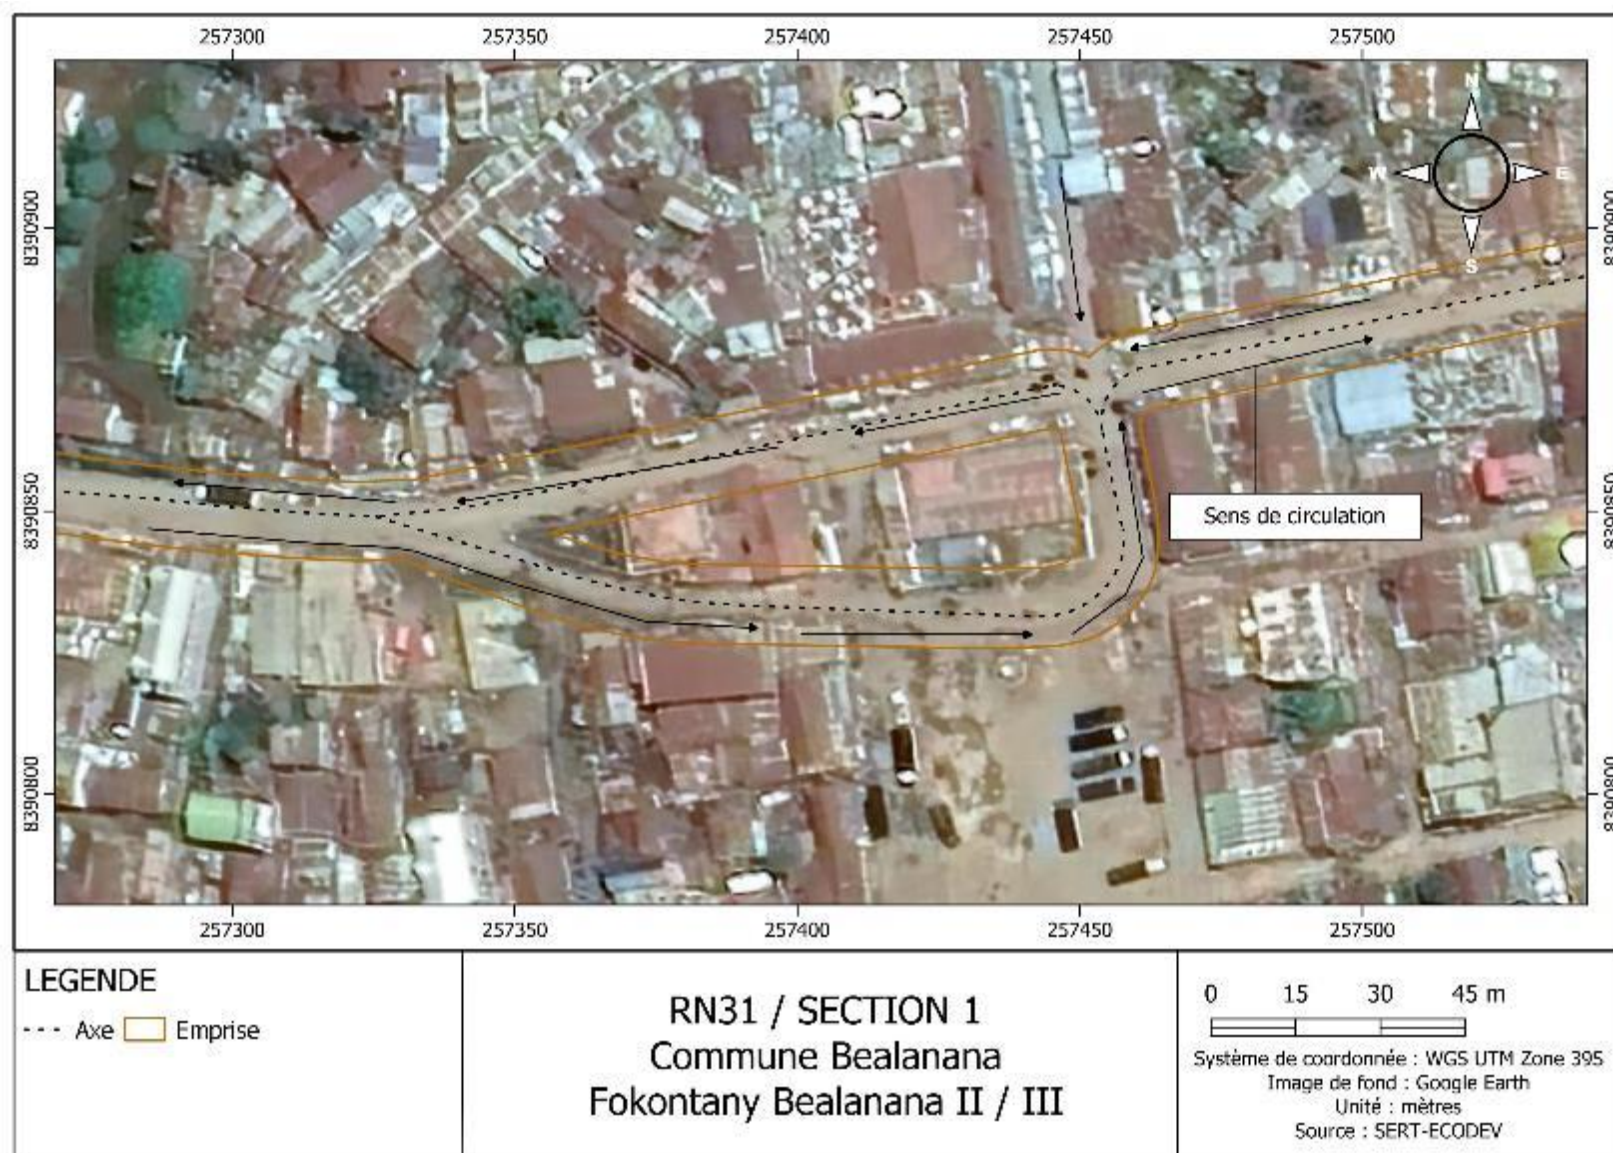 257300 257350 257400 257450 257500
N
W E
S
8390900 8390900
8390850 8390850
Sens de circulation
8390800 8390800
257300 257350 257400 257450 257500
LEGENDE
Axe Emprise
RN31 / SECTION 1
Commune Bealanana
Fokontany Bealanana II / III
0 15 30 45 m
Système de coordonnée : WGS UTM Zone 39S
Image de fond : Google Earth
Unité : mètres
Source : SERT-ECODEV